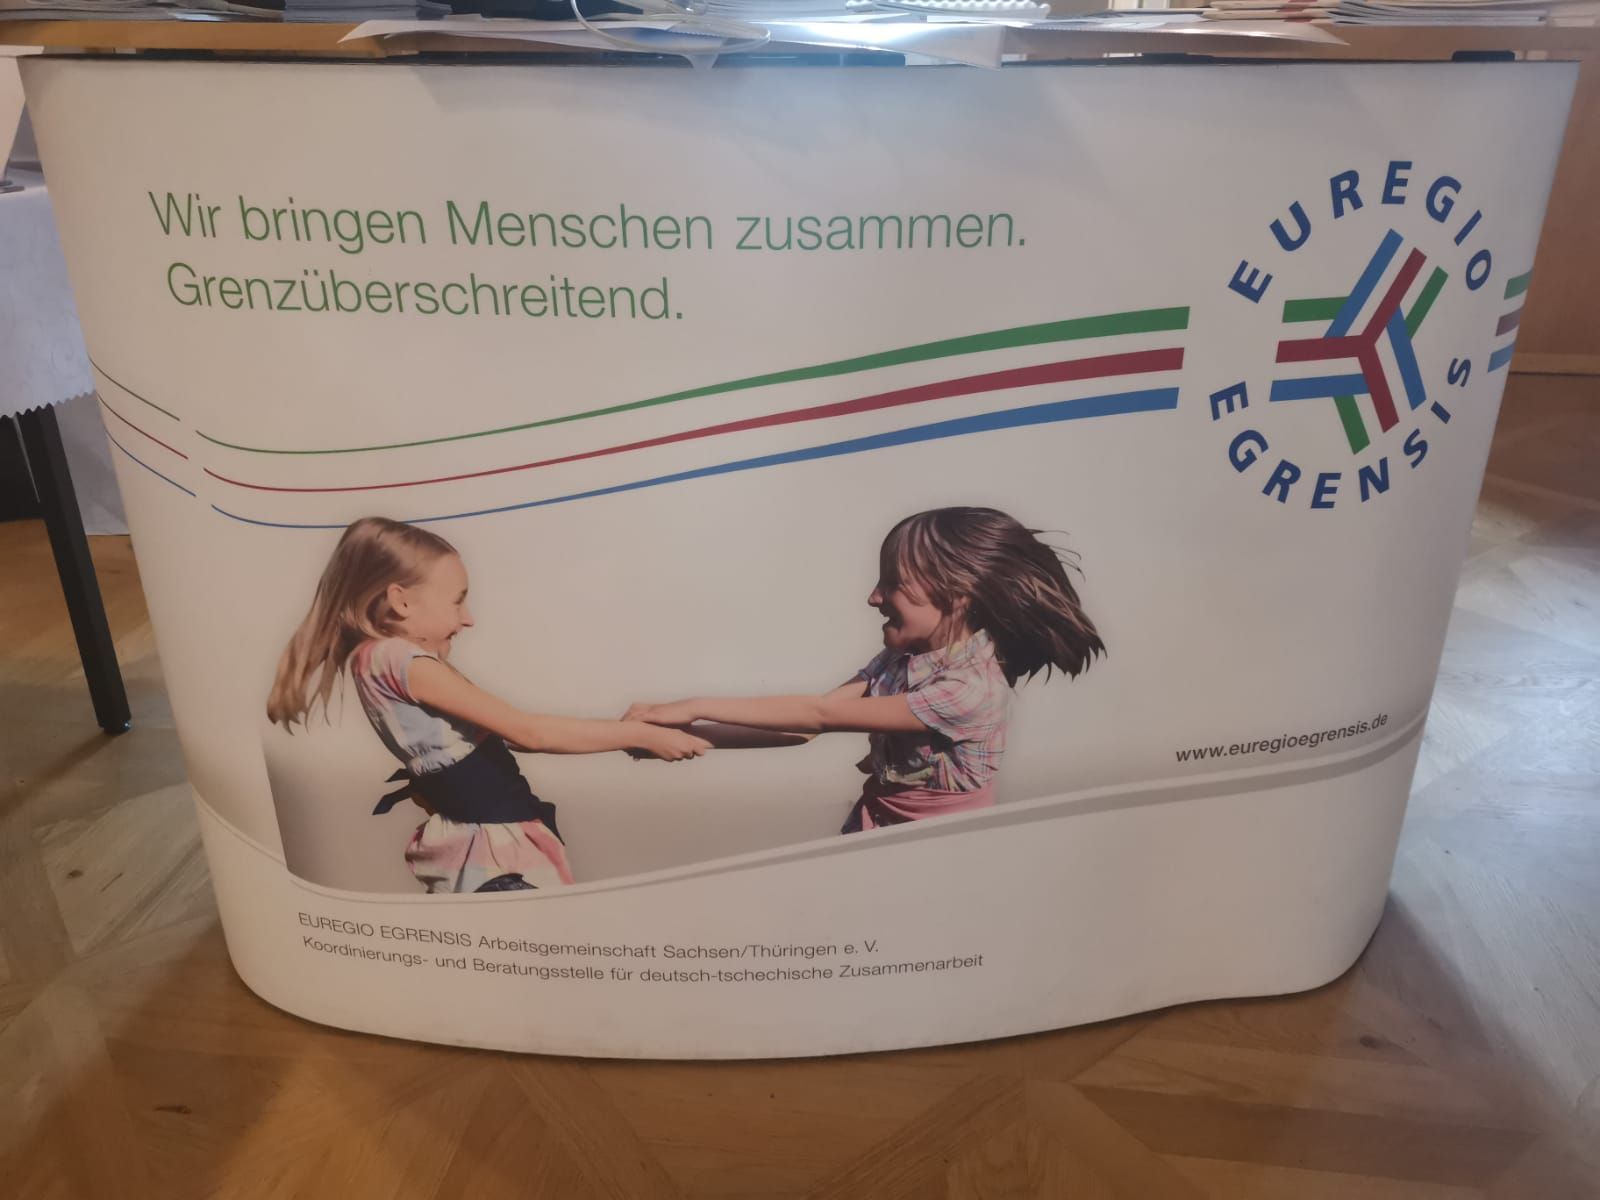 Wir bringen Menschen zusammen.
Grenzüberschreitend.
EUREGIO
EGRENSIS
www.euregioegrensis.de
EUREGIO EGRENSIS Arbeitsgemeinschaft Sachsen/Thüringen e. V.
Koordinierungs- und Beratungsstelle für deutsch-tschechische Zusammenarbeit